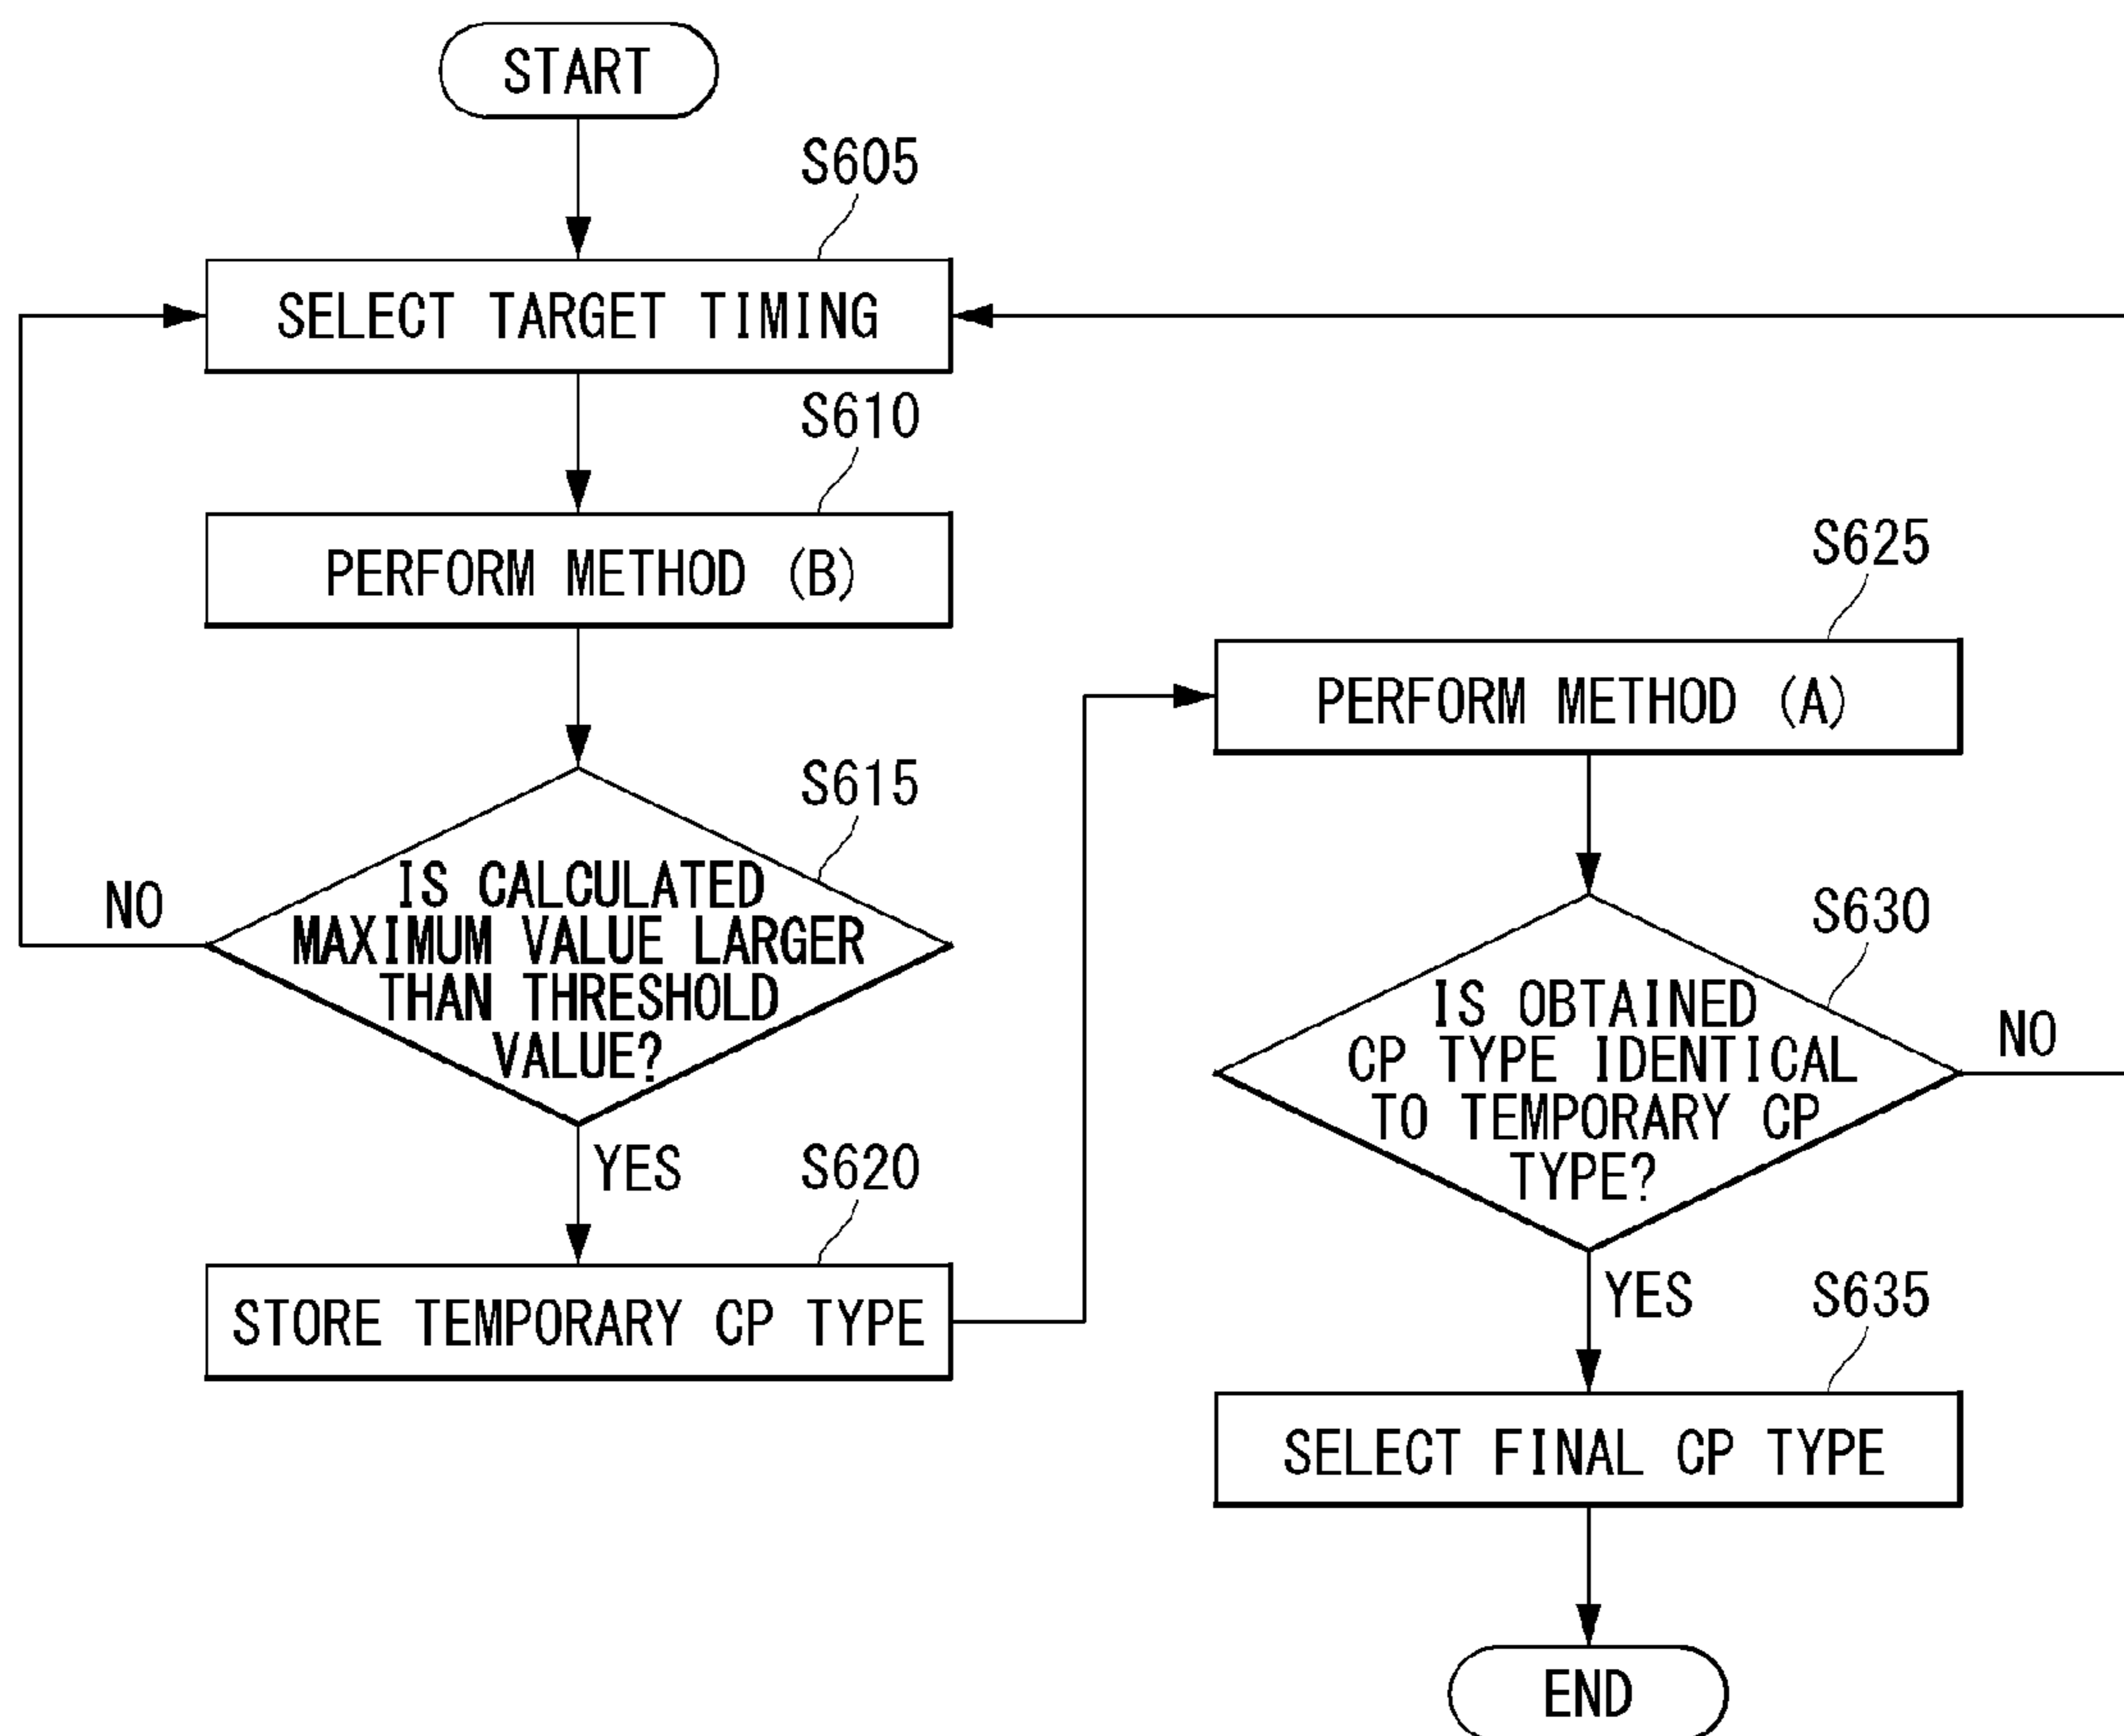 START
S605
SELECT TARGET TIMING
S610
PERFORM METHOD (B)
S615
IS CALCULATED
MAXIMUM VALUE LARGER
THAN THRESHOLD
VALUE?
NO
YES
S620
STORE TEMPORARY CP TYPE
S625
PERFORM METHOD (A)
S630
IS OBTAINED
CP TYPE IDENTICAL
TO TEMPORARY CP
TYPE?
NO
YES
S635
SELECT FINAL CP TYPE
END